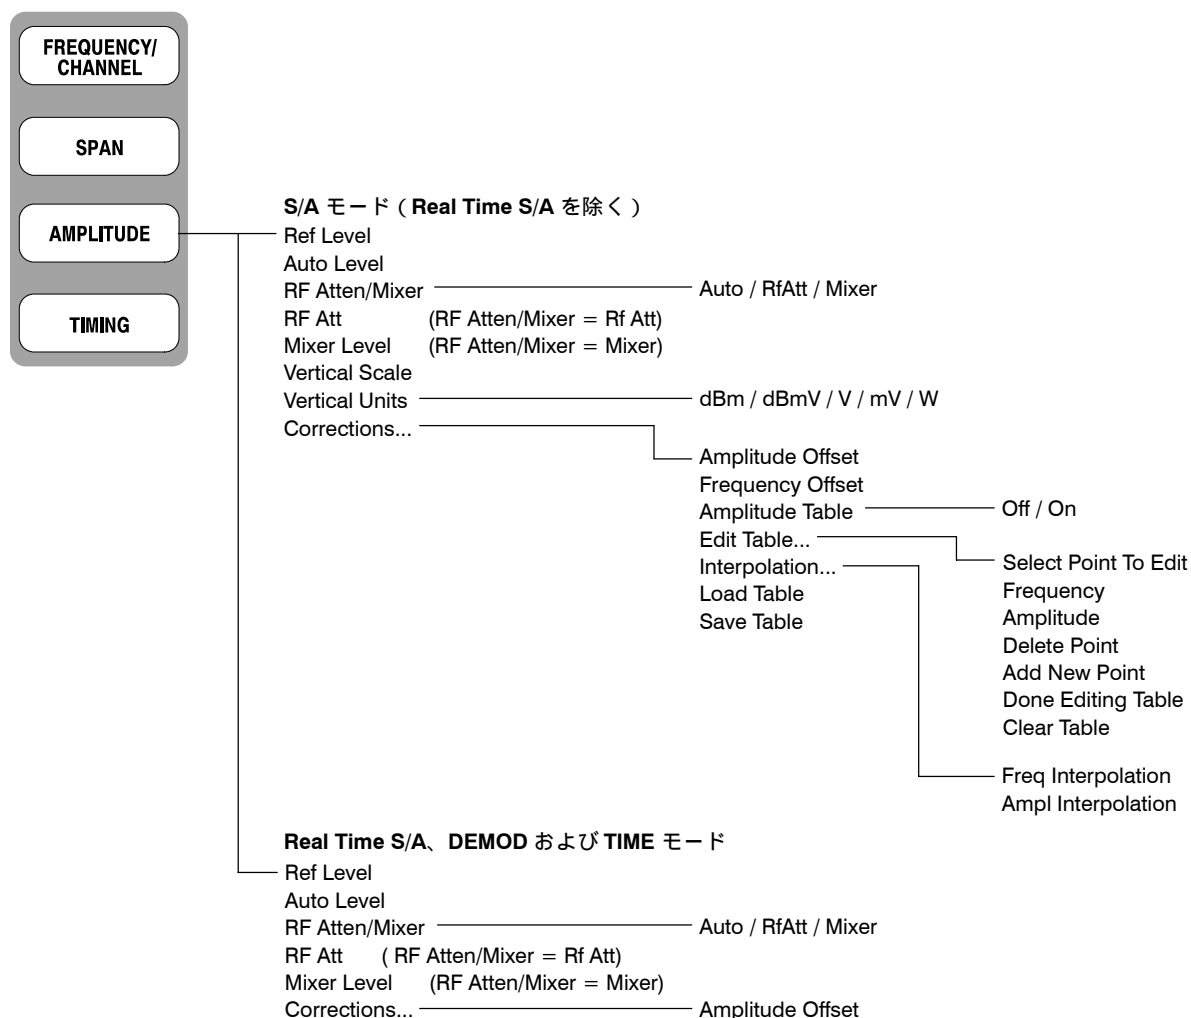 FREQUENCY/
CHANNEL
SPAN
AMPLITUDE
TIMING
S/A モード（Real Time S/A を除く）
Ref Level
Auto Level
RF Atten/Mixer Auto / RfAtt / Mixer
RF Att (RF Atten/Mixer = Rf Att)
Mixer Level (RF Atten/Mixer = Mixer)
Vertical Scale
Vertical Units dBm / dBmV / V / mV / W
Corrections...
Amplitude Offset
Frequency Offset
Amplitude Table Off / On
Edit Table...
Interpolation...
Load Table
Save Table
Select Point To Edit
Frequency
Amplitude
Delete Point
Add New Point
Done Editing Table
Clear Table
Freq Interpolation
Ampl Interpolation
Real Time S/A、DEMOD および TIME モード
Ref Level
Auto Level
RF Atten/Mixer Auto / RfAtt / Mixer
RF Att ( RF Atten/Mixer = Rf Att)
Mixer Level (RF Atten/Mixer = Mixer)
Corrections... Amplitude Offset